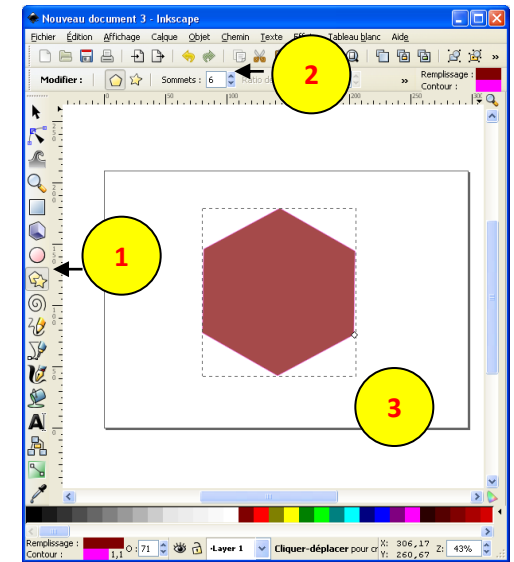 Nouveau document 3 - Inkscape
Fichier Édition Affichage Calque Objet Chemin Texte Tableau blanc Aide
Modifier : Sommets : 6 » Remplissage :
Contour :
2
1
3
Remplissage : O : 71 ·Layer 1 Cliquer-déplacer pour X: 306,17 Z: 43%
Contour : 1,1 Y: 260,67